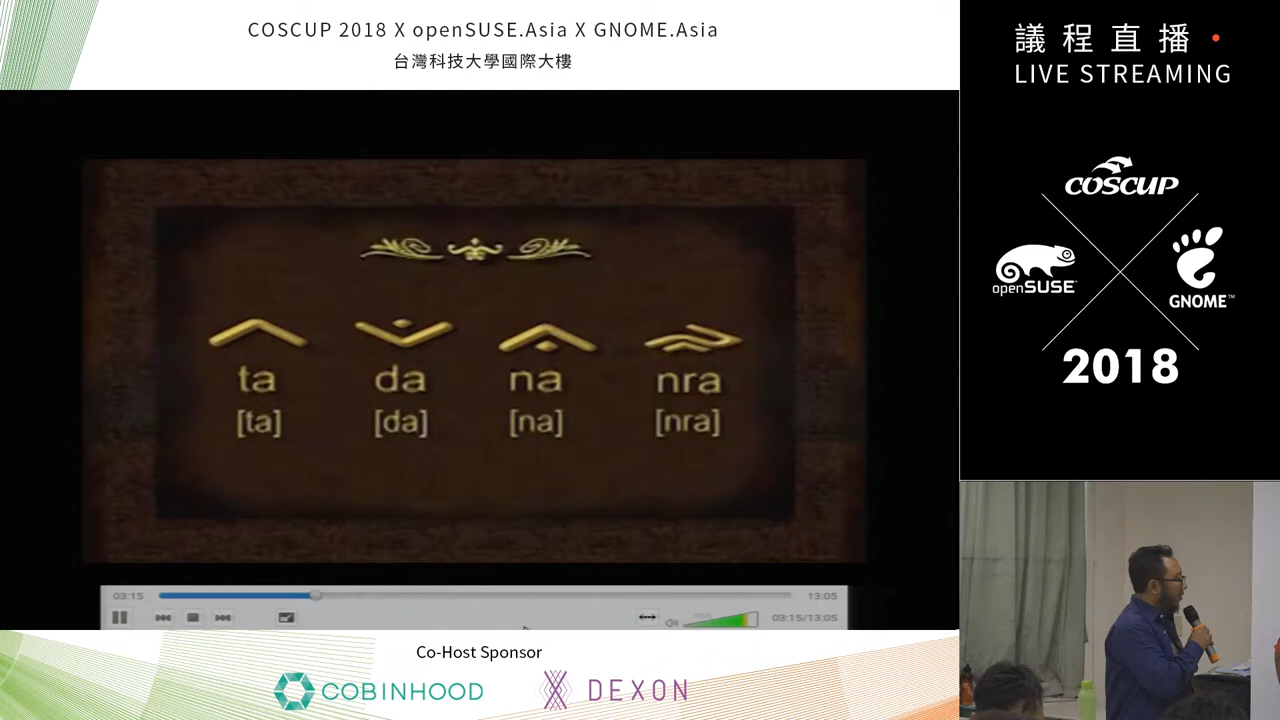 COSCUP 2018 X openSUSE.Asia X GNOME.Asia
台灣科技大學國際大樓
議程直播
LIVE STREAMING
COSCUP
openSUSE
GNOME™
2018
ta da na nra
[ta] [da] [na] [nra]
03:15 13:05
03:15/13:05
Co-Host Sponsor
COBINHOOD
DEXON